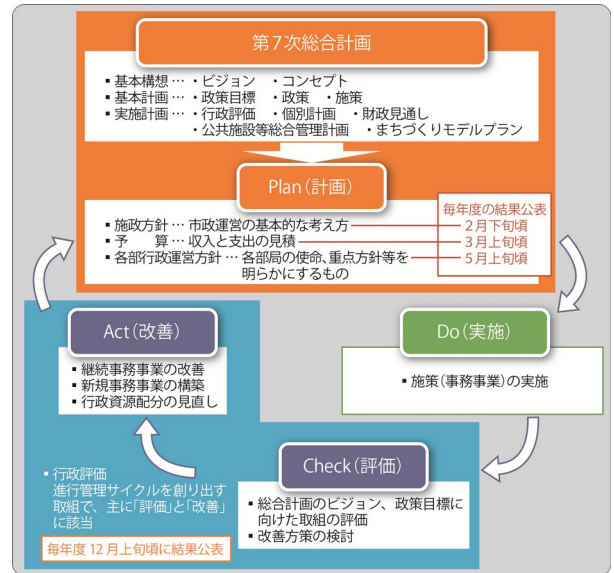 第7次総合計画
▪ 基本構想 … ・ビジョン ・コンセプト
▪ 基本計画 … ・政策目標 ・政策 ・施策
▪ 実施計画 … ・行政評価 ・個別計画 ・財政見通し
・公共施設等総合管理計画 ・まちづくりモデルプラン
Plan(計画)
毎年度の結果公表
▪ 施政方針 … 市政運営の基本的な考え方
2月下旬頃
▪ 予 算 … 収入と支出の見積
3月上旬頃
▪ 各部行政運営方針 … 各部局の使命、重点方針等を
5月上旬頃
明らかにするもの
Act(改善)
▪ 継続事務事業の改善
▪ 新規事務事業の構築
▪ 行政資源配分の見直し
Do(実施)
▪ 施策(事務事業)の実施
Check(評価)
▪ 総合計画のビジョン、政策目標に
向けた取組の評価
▪ 改善方策の検討
▪ 行政評価
進行管理サイクルを創り出す
取組で、主に「評価」と「改善」
に該当
毎年度12月上旬頃に結果公表